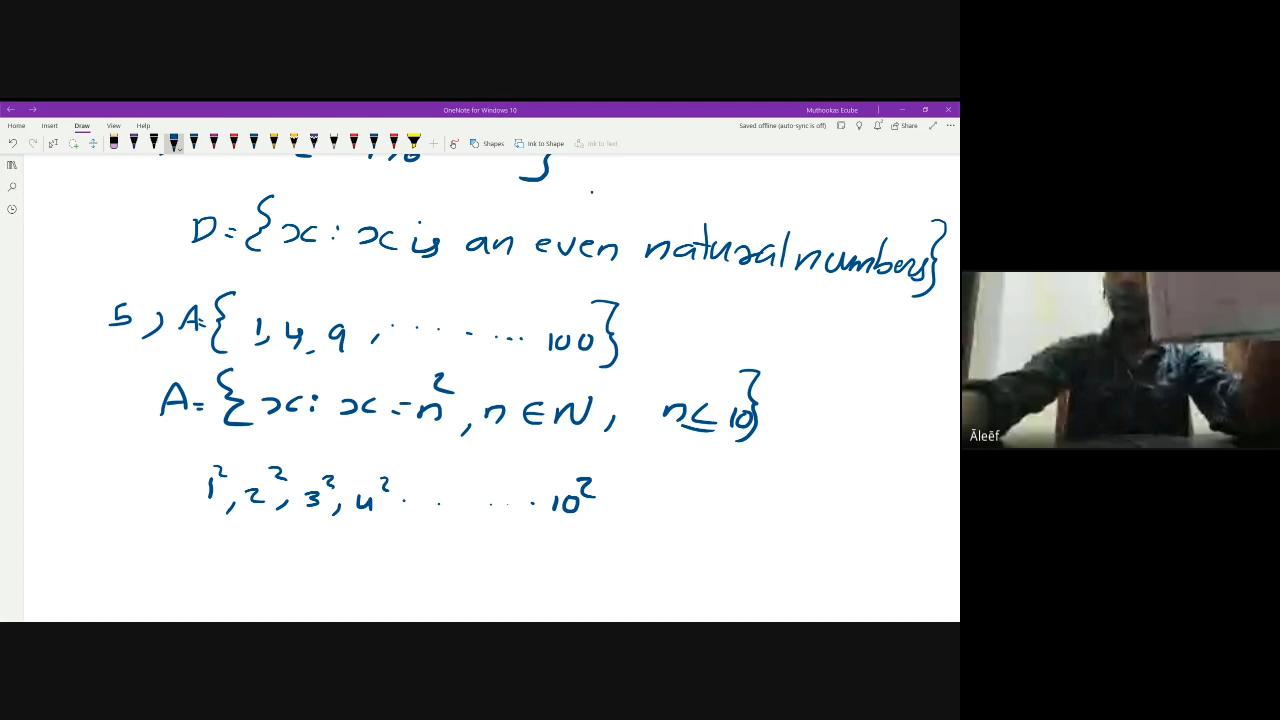 OneNote for Windows 10
Muthookas Ecube
Home Insert Draw View Help
Saved offline (auto-sync is off)
Share
Shapes Ink to Shape Ink to Text
D={x:x is an even natural numbers}
5, A={1,4,9,........100}
A={x:x=n²,n∈N, n≤10}
1²,2²,3²,4²......10²
Āleēf